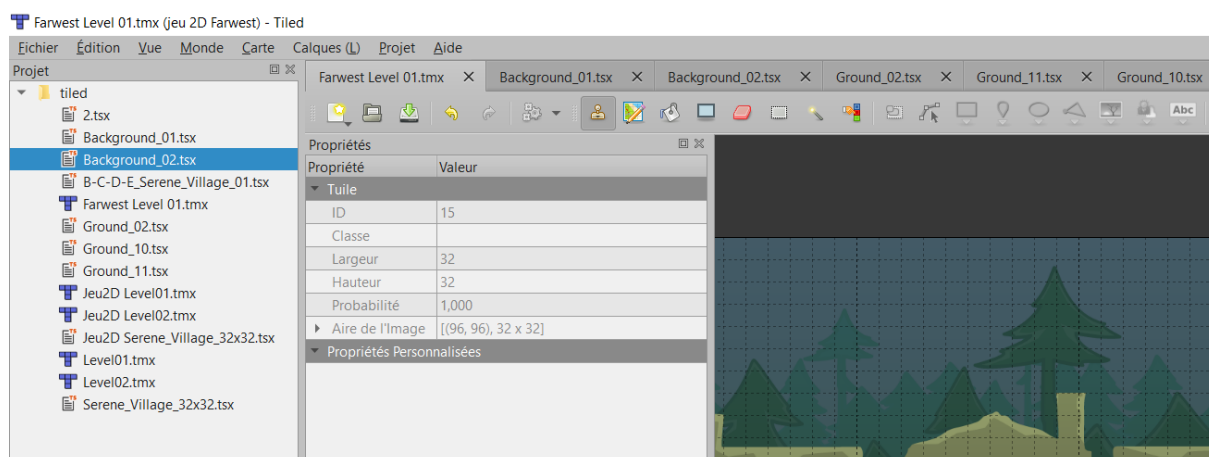 Farwest Level 01.tmx (jeu 2D Farwest) - Tiled
Fichier Édition Vue Monde Carte Calques (L) Projet Aide
Projet
tiled
2.tsx
Background_01.tsx
Background_02.tsx
B-C-D-E_Serene_Village_01.tsx
Farwest Level 01.tmx
Ground_02.tsx
Ground_10.tsx
Ground_11.tsx
Jeu2D Level01.tmx
Jeu2D Level02.tmx
Jeu2D Serene_Village_32x32.tsx
Level01.tmx
Level02.tmx
Serene_Village_32x32.tsx
Farwest Level 01.tmx Background_01.tsx Background_02.tsx Ground_02.tsx Ground_11.tsx Ground_10.tsx
Abc
Propriétés
Propriété Valeur
Tuile
ID 15
Classe
Largeur 32
Hauteur 32
Probabilité 1,000
Aire de l'Image [(96, 96), 32 x 32]
Propriétés Personnalisées